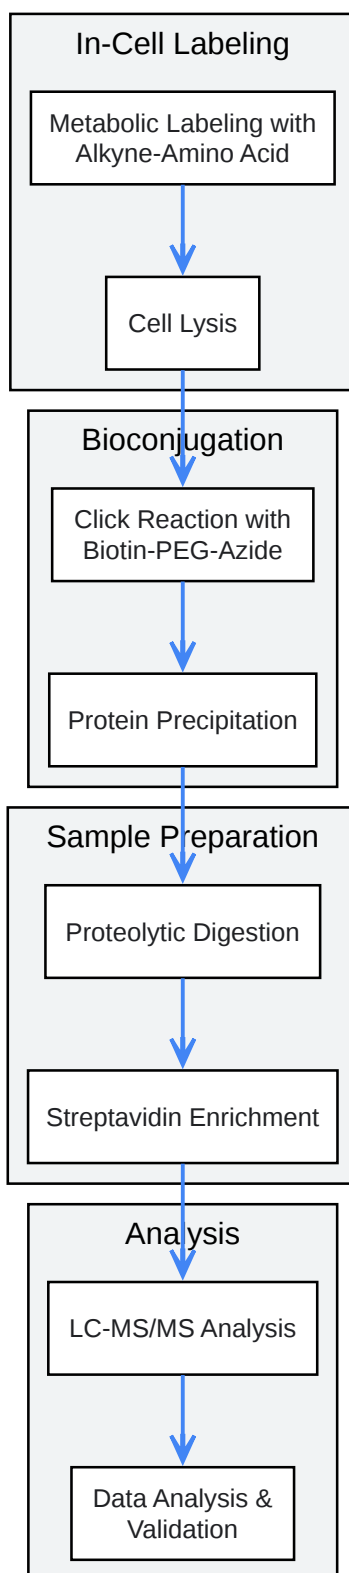 In-Cell Labeling
Metabolic Labeling with
Alkyne-Amino Acid
Cell Lysis
Bioconjugation
Click Reaction with
Biotin-PEG-Azide
Protein Precipitation
Sample Preparation
Proteolytic Digestion
Streptavidin Enrichment
Analysis
LC-MS/MS Analysis
Data Analysis &
Validation